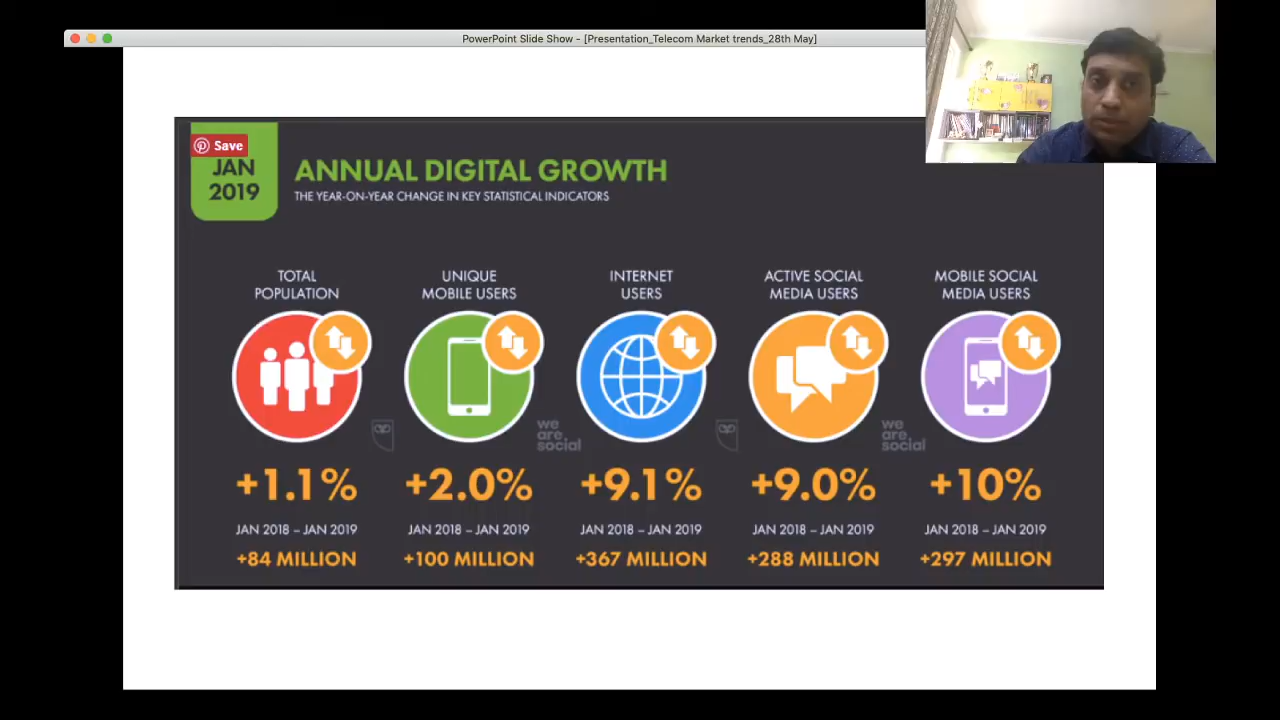 PowerPoint Slide Show - [Presentation_Telecom Market trends_28th May]
Save
JAN
2019
ANNUAL DIGITAL GROWTH
THE YEAR-ON-YEAR CHANGE IN KEY STATISTICAL INDICATORS
TOTAL
POPULATION
UNIQUE
MOBILE USERS
INTERNET
USERS
ACTIVE SOCIAL
MEDIA USERS
MOBILE SOCIAL
MEDIA USERS
we
are
social
we
are
social
+1.1%
+2.0%
+9.1%
+9.0%
+10%
JAN 2018 – JAN 2019
JAN 2018 – JAN 2019
JAN 2018 – JAN 2019
JAN 2018 – JAN 2019
JAN 2018 – JAN 2019
+84 MILLION
+100 MILLION
+367 MILLION
+288 MILLION
+297 MILLION